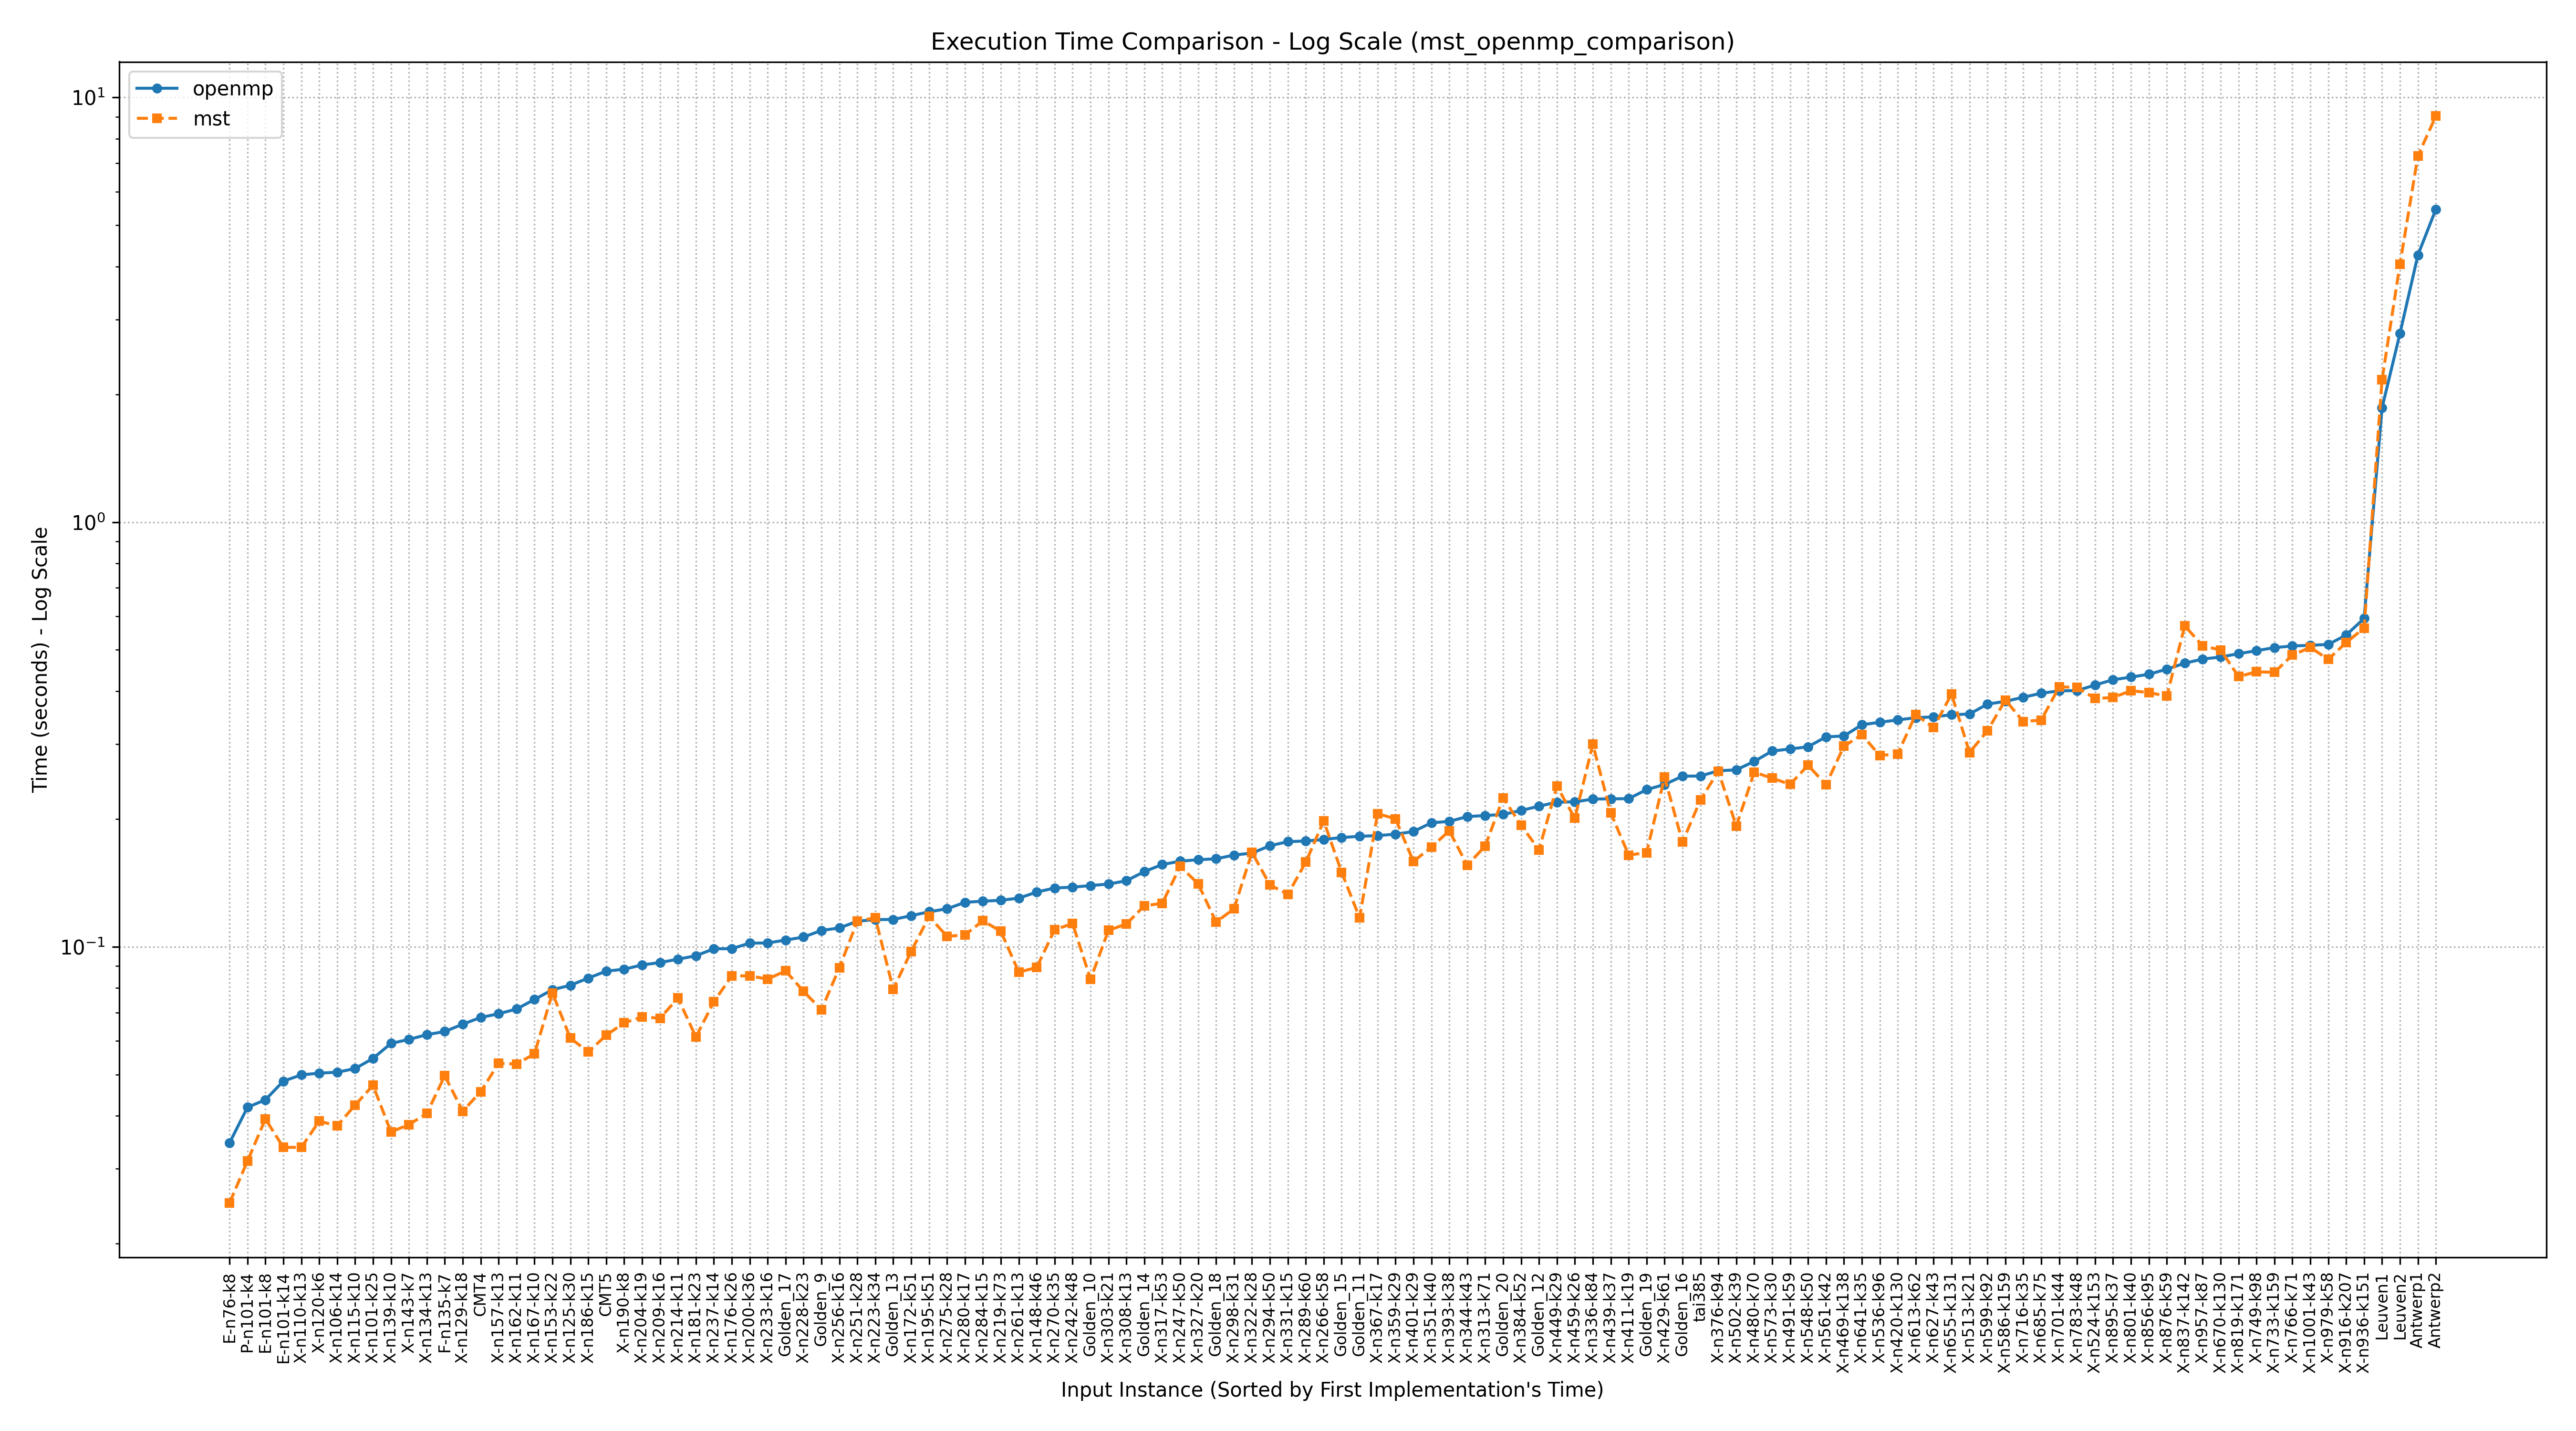 Execution Time Comparison - Log Scale (mst_openmp_comparison)
openmp
mst
10¹
10⁰
10⁻¹
Time (seconds) - Log Scale
E-n76-k8
P-n101-k4
E-n101-k8
E-n101-k14
X-n110-k13
X-n120-k6
X-n106-k14
X-n115-k10
X-n101-k25
X-n139-k10
X-n143-k7
X-n134-k13
F-n135-k7
X-n129-k18
CMT4
X-n157-k13
X-n162-k11
X-n167-k10
X-n153-k22
X-n125-k30
X-n186-k15
CMT5
X-n190-k8
X-n204-k19
X-n209-k16
X-n214-k11
X-n181-k23
X-n237-k14
X-n176-k26
X-n200-k36
X-n233-k16
Golden_17
X-n228-k23
Golden_9
X-n256-k16
X-n251-k28
X-n223-k34
Golden_13
X-n172-k51
X-n195-k51
X-n275-k28
X-n280-k17
X-n284-k15
X-n219-k73
X-n261-k13
X-n148-k46
X-n270-k35
X-n242-k48
Golden_10
X-n303-k21
X-n308-k13
Golden_14
X-n317-k53
X-n247-k50
X-n327-k20
Golden_18
X-n298-k31
X-n322-k28
X-n294-k50
X-n331-k15
X-n289-k60
X-n266-k58
Golden_15
Golden_11
X-n367-k17
X-n359-k29
X-n401-k29
X-n351-k40
X-n393-k38
X-n344-k43
X-n313-k71
Golden_20
X-n384-k52
Golden_12
X-n449-k29
X-n459-k26
X-n336-k84
X-n439-k37
X-n411-k19
Golden_19
X-n429-k61
Golden_16
tai385
X-n376-k94
X-n502-k39
X-n480-k70
X-n573-k30
X-n491-k59
X-n548-k50
X-n561-k42
X-n469-k138
X-n641-k35
X-n536-k96
X-n420-k130
X-n613-k62
X-n627-k43
X-n655-k131
X-n513-k21
X-n599-k92
X-n586-k159
X-n716-k35
X-n685-k75
X-n701-k44
X-n783-k48
X-n524-k153
X-n895-k37
X-n801-k40
X-n856-k95
X-n876-k59
X-n837-k142
X-n957-k87
X-n670-k130
X-n819-k171
X-n749-k98
X-n733-k159
X-n766-k71
X-n1001-k43
X-n979-k58
X-n916-k207
X-n936-k151
Leuven1
Leuven2
Antwerp1
Antwerp2
Input Instance (Sorted by First Implementation's Time)